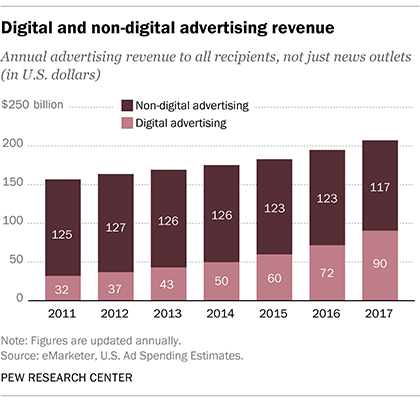 Digital and non-digital advertising revenue
Annual advertising revenue to all recipients, not just news outlets
(in U.S. dollars)
$250 billion
Non-digital advertising
Digital advertising
200
150
100
50
0
125
127
126
126
123
123
117
32
37
43
50
60
72
90
2011
2012
2013
2014
2015
2016
2017
Note: Figures are updated annually.
Source: eMarketer, U.S. Ad Spending Estimates.
PEW RESEARCH CENTER